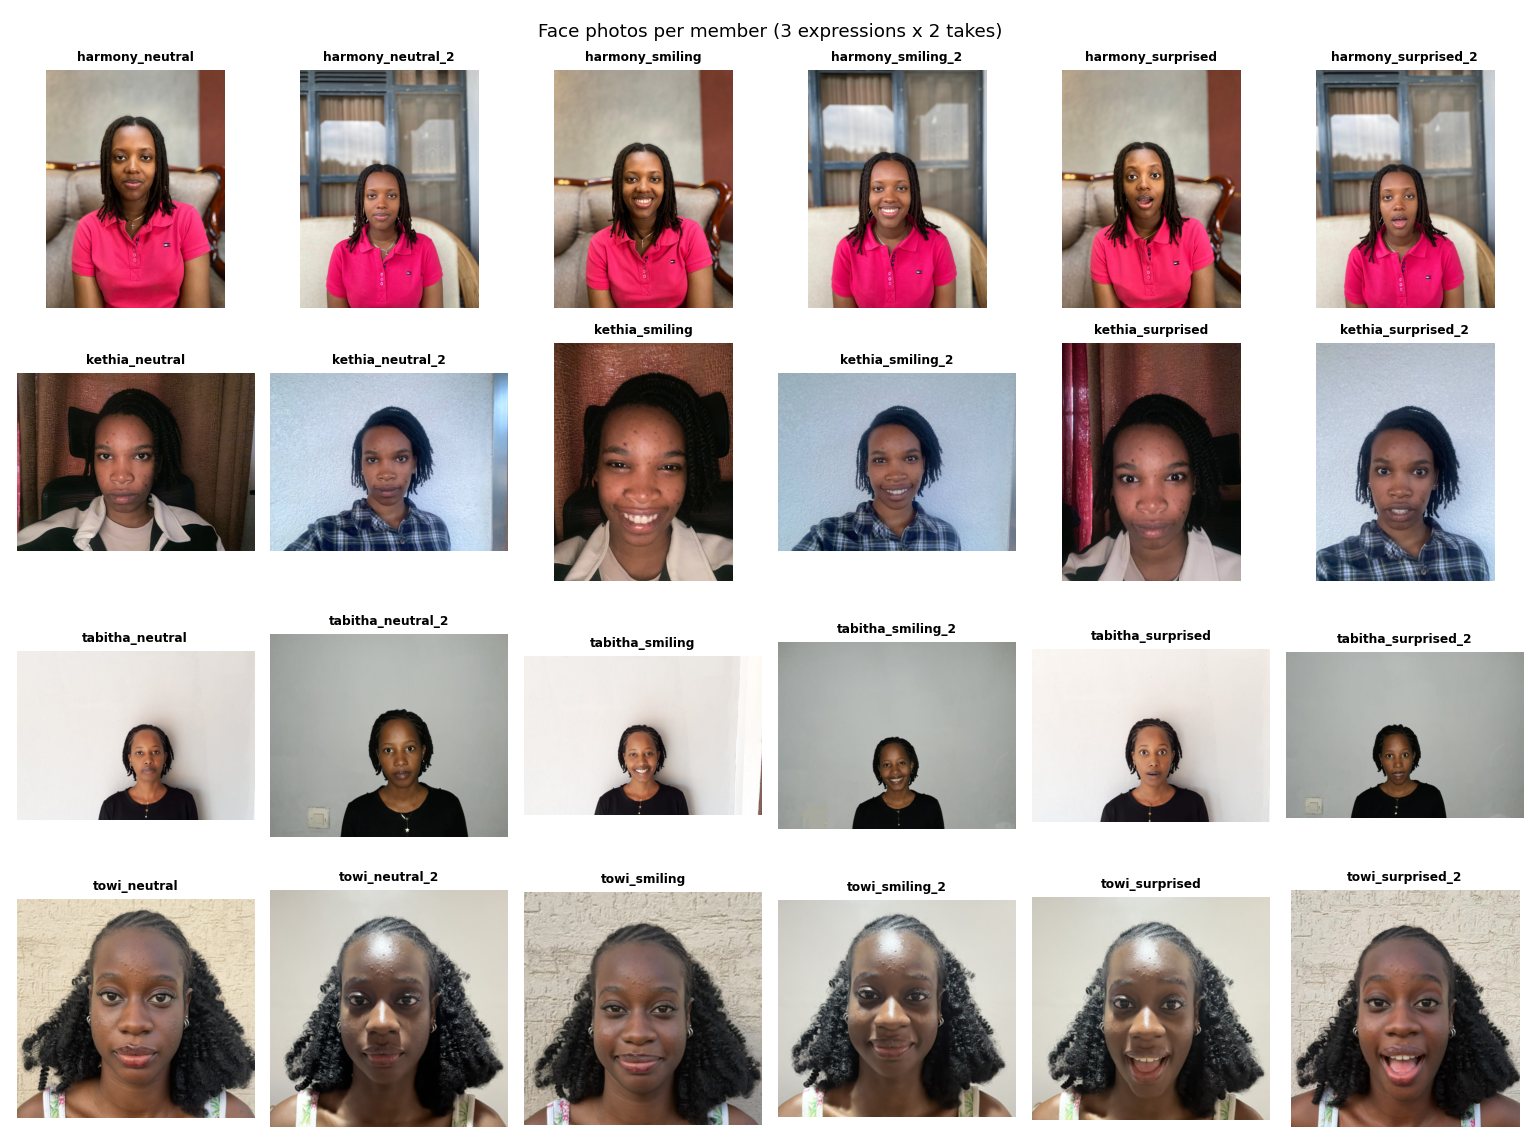 Face photos per member (3 expressions x 2 takes)
harmony_neutral
harmony_neutral_2
harmony_smiling
harmony_smiling_2
harmony_surprised
harmony_surprised_2
kethia_neutral
kethia_neutral_2
kethia_smiling
kethia_smiling_2
kethia_surprised
kethia_surprised_2
tabitha_neutral
tabitha_neutral_2
tabitha_smiling
tabitha_smiling_2
tabitha_surprised
tabitha_surprised_2
towi_neutral
towi_neutral_2
towi_smiling
towi_smiling_2
towi_surprised
towi_surprised_2